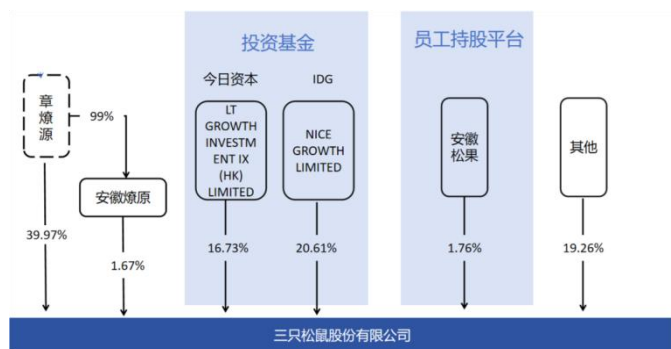 投资基金
员工持股平台
今日资本
IDG
章
燎
源
99%
LT
GROWTH
INVESTM
ENT IX
(HK)
LIMITED
NICE
GROWTH
LIMITED
安徽
松果
其他
安徽燎原
39.97%
1.67%
16.73%
20.61%
1.76%
19.26%
三只松鼠股份有限公司